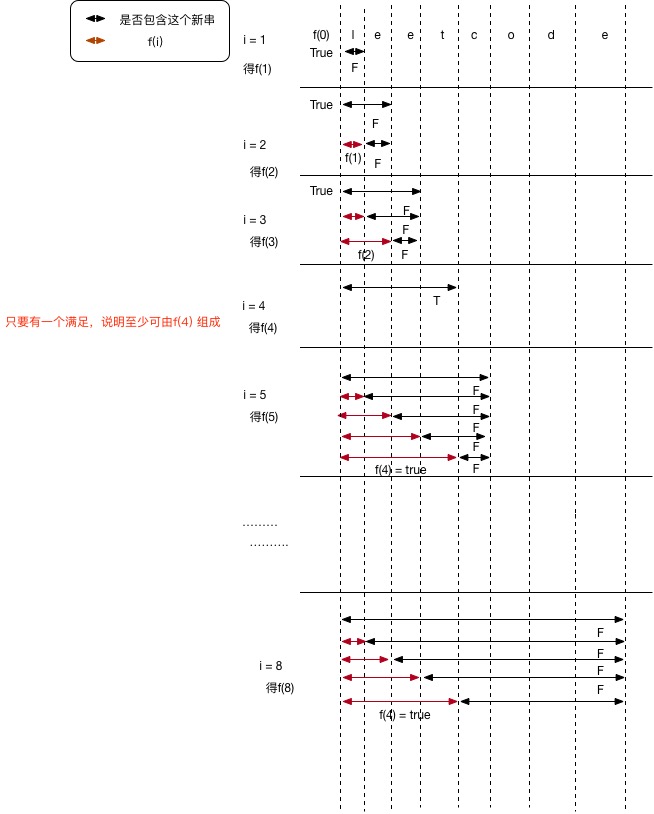 是否包含这个新串
f(i)
f(0) l e e t c o d e
i = 1
True
得f(1)
F
True
F
i = 2
f(1)
F
得f(2)
True
F
i = 3
F
得f(3)
f(2)
F
T
i = 4
只要有一个满足，说明至少可由f(4) 组成
得f(4)
F
i = 5
F
得f(5)
F
F
f(4) = true
F
.........
..........
F
F
i = 8
F
得f(8)
F
f(4) = true